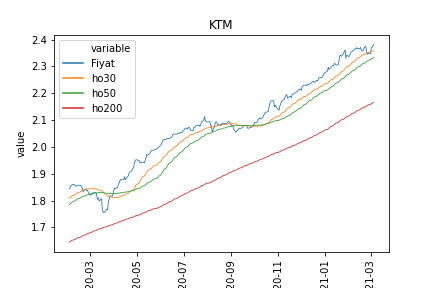 KTM
2.4
2.3
2.2
2.1
2.0
1.9
1.8
1.7
value
variable
Fiyat
ho30
ho50
ho200
20-03
20-05
20-07
20-09
20-11
21-01
21-03